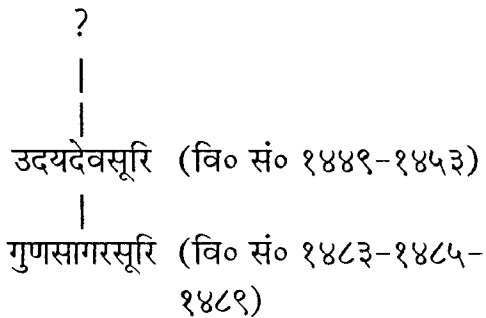 ?
उदयदेवसूरि (वि० सं० १४४९-१४५३)
गुणसागरसूरि (वि० सं० १४८३-१४८५-
१४८९)